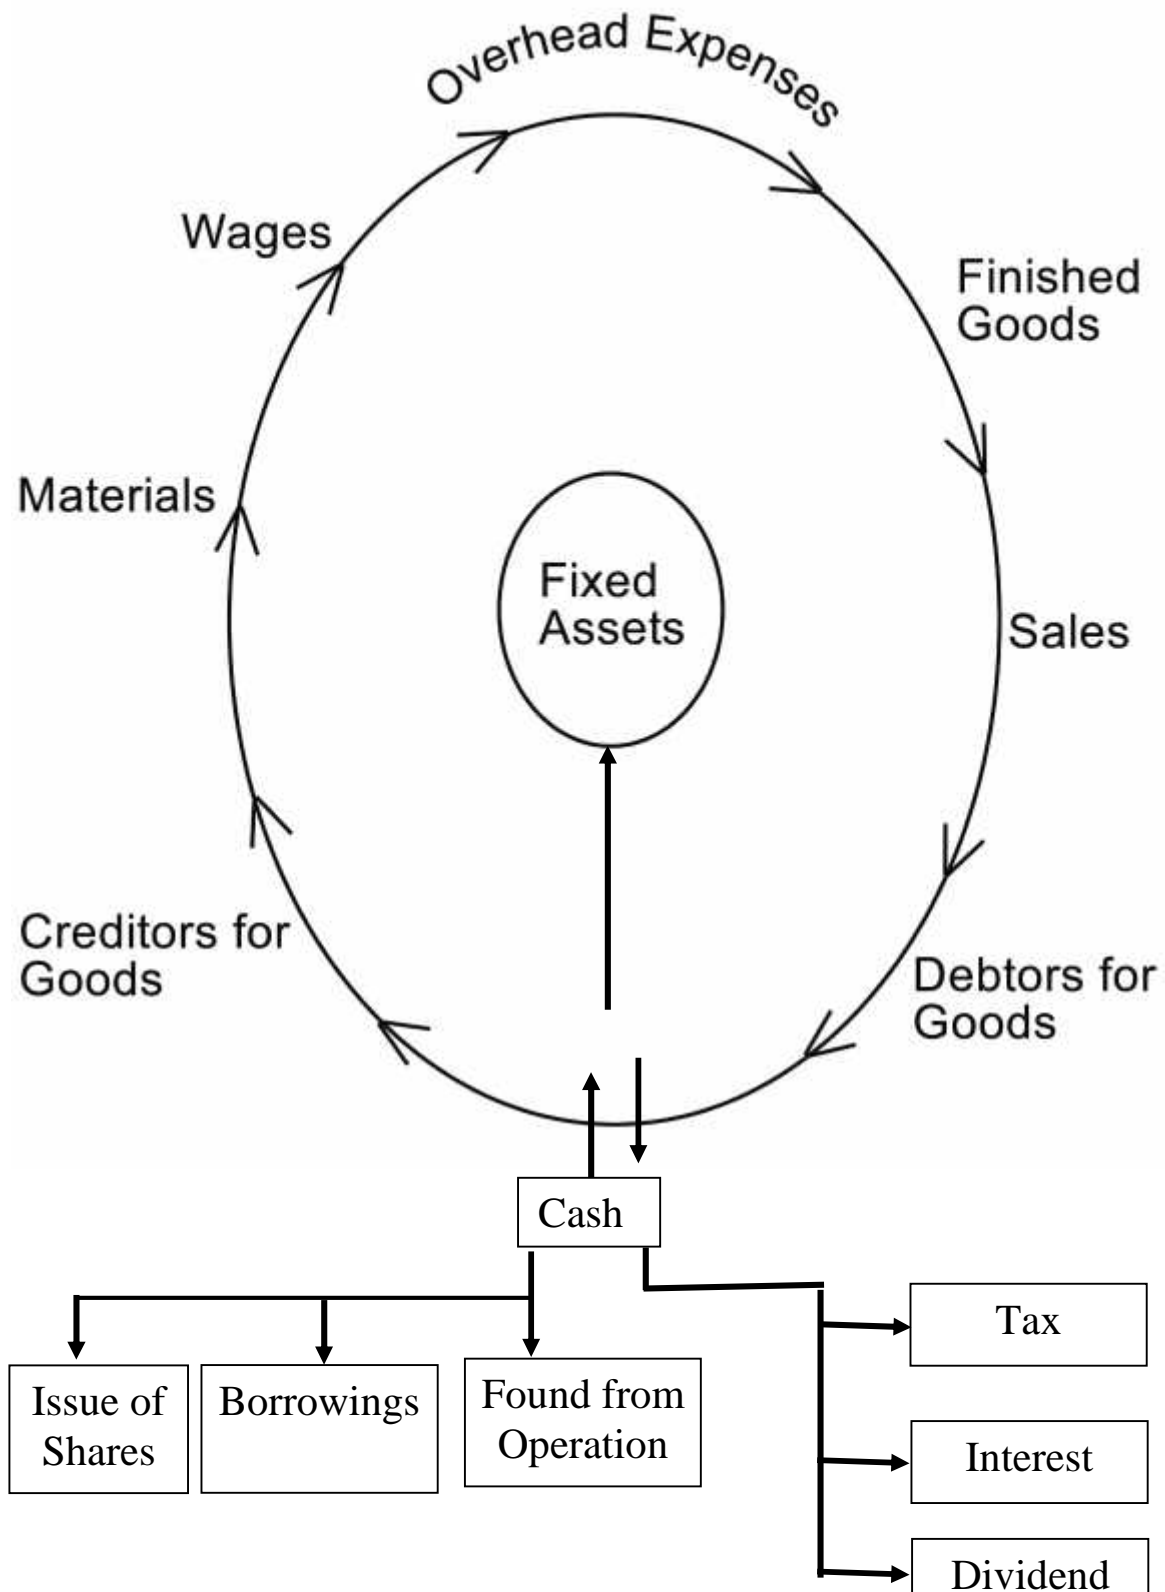 Overhead Expenses
Wages
Finished
Goods
Materials
Fixed
Assets
Sales
Creditors for
Goods
Debtors for
Goods
Cash
Tax
Issue of
Shares
Borrowings
Found from
Operation
Interest
Dividend